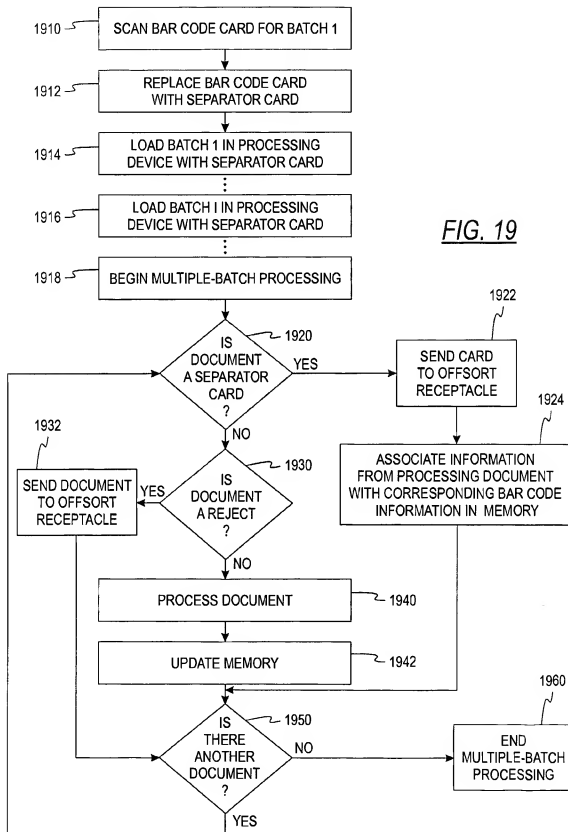 1910
SCAN BAR CODE CARD FOR BATCH 1
1912
REPLACE BAR CODE CARD
WITH SEPARATOR CARD
1914
LOAD BATCH 1 IN PROCESSING
DEVICE WITH SEPARATOR CARD
1916
LOAD BATCH I IN PROCESSING
DEVICE WITH SEPARATOR CARD
FIG. 19
1918
BEGIN MULTIPLE-BATCH PROCESSING
1920
IS
DOCUMENT
A SEPARATOR
CARD
?
YES
NO
1922
SEND CARD
TO OFFSORT
RECEPTACLE
1924
ASSOCIATE INFORMATION
FROM PROCESSING DOCUMENT
WITH CORRESPONDING BAR CODE
INFORMATION IN MEMORY
1932
SEND DOCUMENT
TO OFFSORT
RECEPTACLE
1930
IS
DOCUMENT
A REJECT
?
YES
NO
PROCESS DOCUMENT
1940
UPDATE MEMORY
1942
1950
IS
THERE
ANOTHER
DOCUMENT
?
NO
YES
1960
END
MULTIPLE-BATCH
PROCESSING